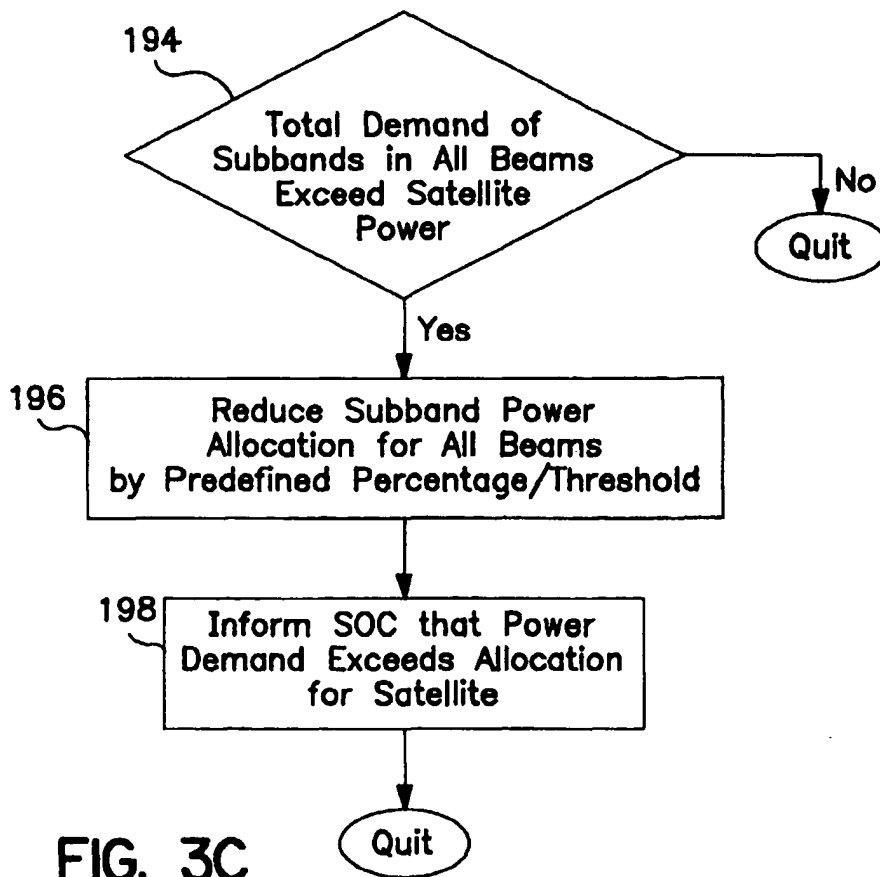 194
Total Demand of
Subbands in All Beams
Exceed Satellite
Power
No
Quit
Yes
196
Reduce Subband Power
Allocation for All Beams
by Predefined Percentage/Threshold
198
Inform SOC that Power
Demand Exceeds Allocation
for Satellite
Quit
FIG. 3C